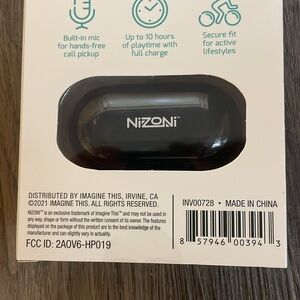 Built-in mic
for hands-free
call pickup
Up to 10 hours
of playtime with
full charge
Secure fit
for active
lifestyles
NiZONi
DISTRIBUTED BY IMAGINE THIS, IRVINE, CA
©2021 IMAGINE THIS. ALL RIGHTS RESERVED.
NiZONi™ is an exclusive trademark of Imagine This™ and may not be used in
any way, shape or form without the consent of its owner. The features
displayed on the package of this product are to the best knowledge of the
manufacturer and can slightly vary in actuality.
FCC ID: 2AOV6-HP019
INV00728 • MADE IN CHINA
8 57946 00394 3